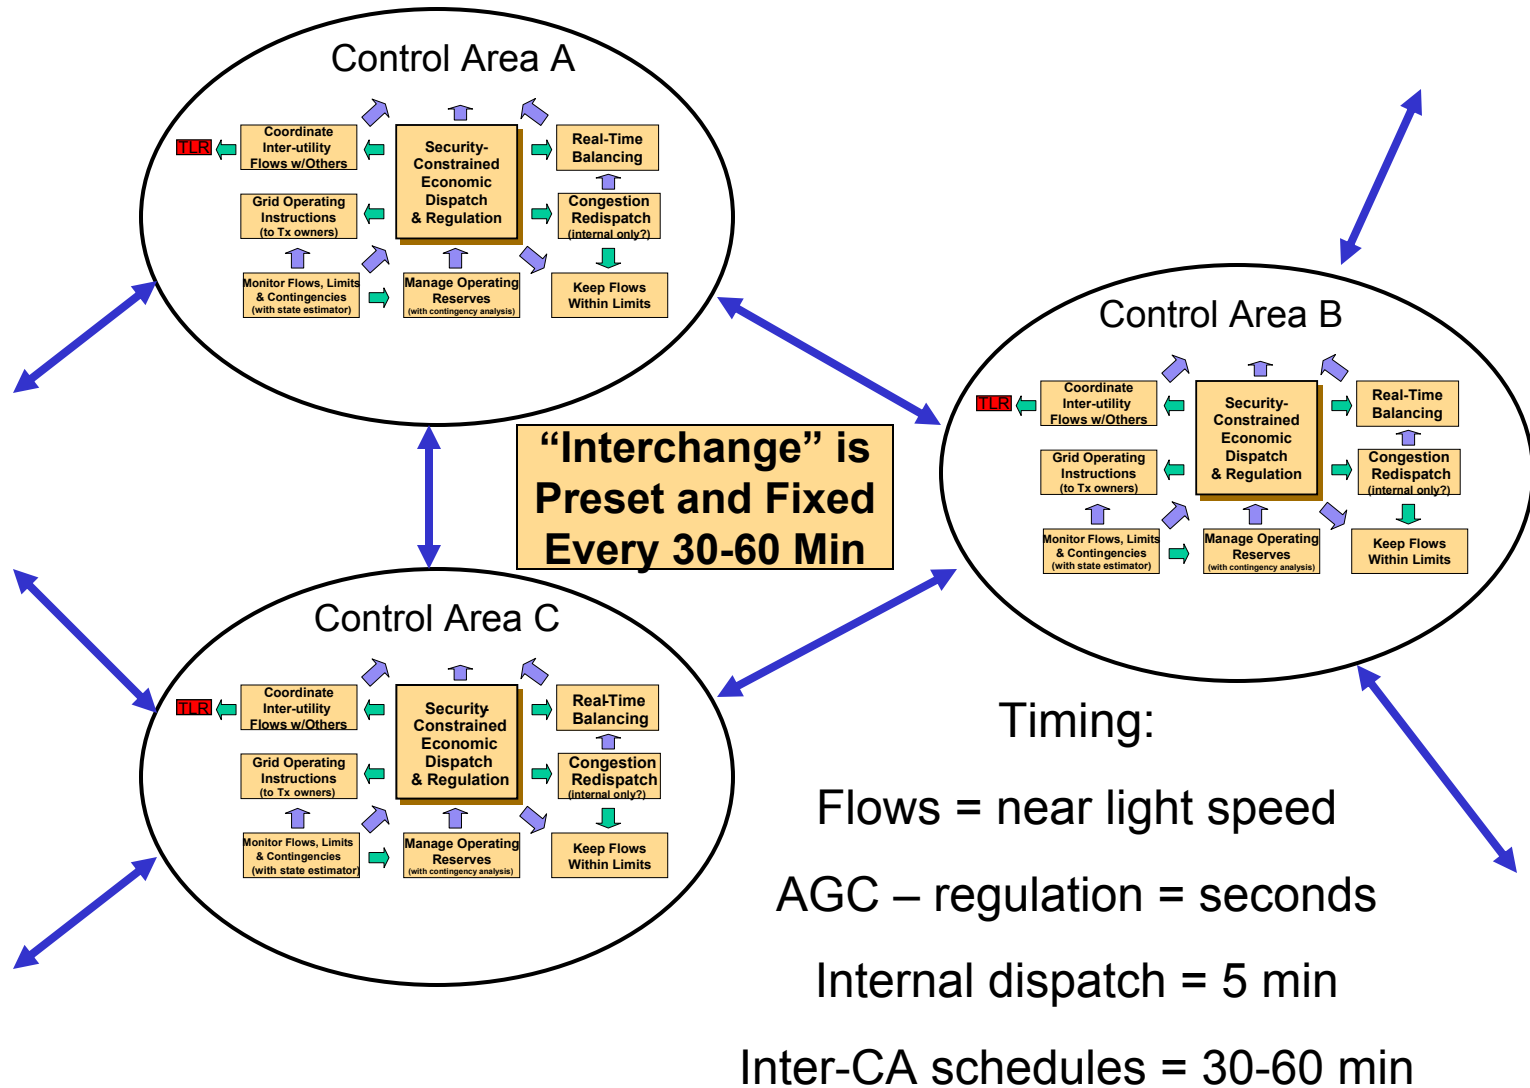 Control Area A
TLR
Coordinate
Inter-utility
Flows w/Others
Security-
Constrained
Economic
Dispatch
& Regulation
Real-Time
Balancing
Grid Operating
Instructions
(to Tx owners)
Congestion
Redispatch
(internal only?)
Monitor Flows, Limits
& Contingencies
(with state estimator)
Manage Operating
Reserves
(with contingency analysis)
Keep Flows
Within Limits
Control Area B
TLR
Coordinate
Inter-utility
Flows w/Others
Security-
Constrained
Economic
Dispatch
& Regulation
Real-Time
Balancing
Grid Operating
Instructions
(to Tx owners)
Congestion
Redispatch
(internal only?)
Monitor Flows, Limits
& Contingencies
(with state estimator)
Manage Operating
Reserves
(with contingency analysis)
Keep Flows
Within Limits
“Interchange” is
Preset and Fixed
Every 30-60 Min
Control Area C
TLR
Coordinate
Inter-utility
Flows w/Others
Security-
Constrained
Economic
Dispatch
& Regulation
Real-Time
Balancing
Grid Operating
Instructions
(to Tx owners)
Congestion
Redispatch
(internal only?)
Monitor Flows, Limits
& Contingencies
(with state estimator)
Manage Operating
Reserves
(with contingency analysis)
Keep Flows
Within Limits
Timing:
Flows = near light speed
AGC – regulation = seconds
Internal dispatch = 5 min
Inter-CA schedules = 30-60 min